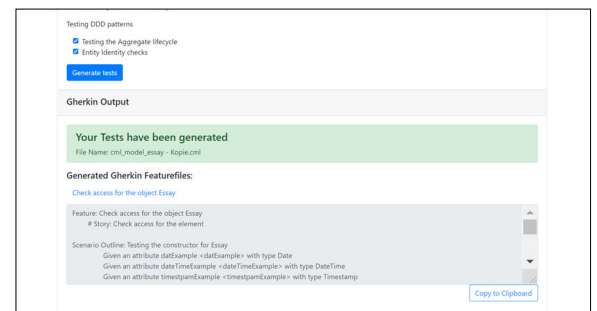 Testing DDD patterns
Testing the Aggregate lifecycle
Entity Identity checks
Generate tests
Gherkin Output
Your Tests have been generated
File Name: cml_model_essay - Kopie.cml
Generated Gherkin Featurefiles:
Check access for the object Essay
Feature: Check access for the object Essay
# Story: Check access for the element
Scenario Outline: Testing the constructor for Essay
Given an attribute datExample <datExample> with type Date
Given an attribute dateTimeExample <dateTimeExample> with type DateTime
Given an attribute timestpamExample <timestpamExample> with type Timestamp
Copy to Clipboard